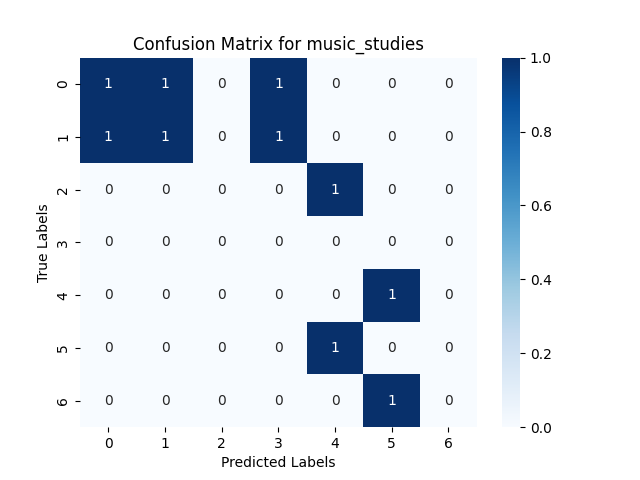 Confusion Matrix for music_studies
0 1 1 0 1 0 0 0
1 1 1 0 1 0 0 0
2 0 0 0 0 1 0 0
3 0 0 0 0 0 0 0
4 0 0 0 0 0 1 0
5 0 0 0 0 1 0 0
6 0 0 0 0 0 1 0
0 1 2 3 4 5 6
True Labels
Predicted Labels
1.0
0.8
0.6
0.4
0.2
0.0